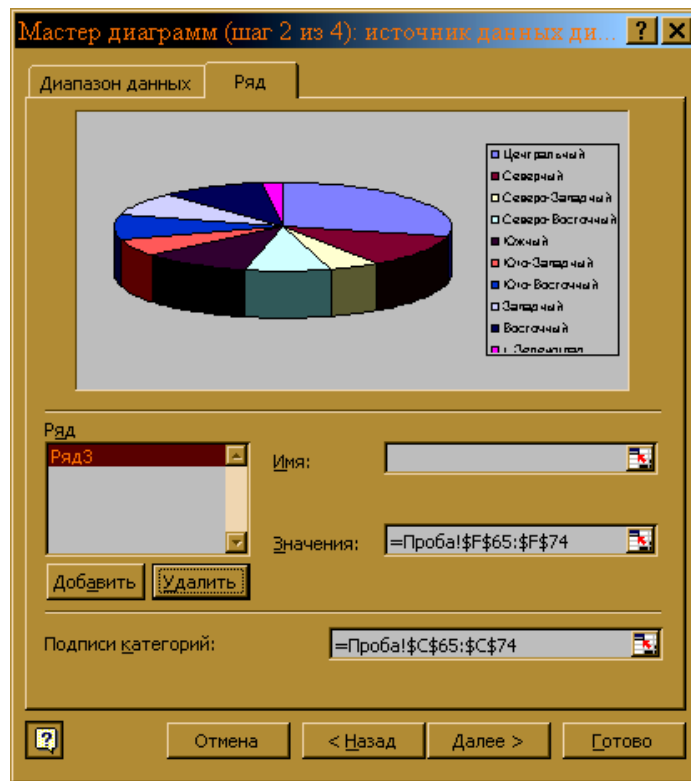 Мастер диаграмм (шаг 2 из 4): источник данных ди...
Диапазон данных
Ряд
Центральный
Северный
Северо-Западный
Северо-Восточный
Южный
Юго-Западный
Юго-Восточный
Западный
Восточный
Ряд
Ряд3
Имя:
Значения:
=Проба!$F$65:$F$74
Добавить
Удалить
Подписи категорий:
=Проба!$C$65:$C$74
Отмена
< Назад
Далее >
Готово